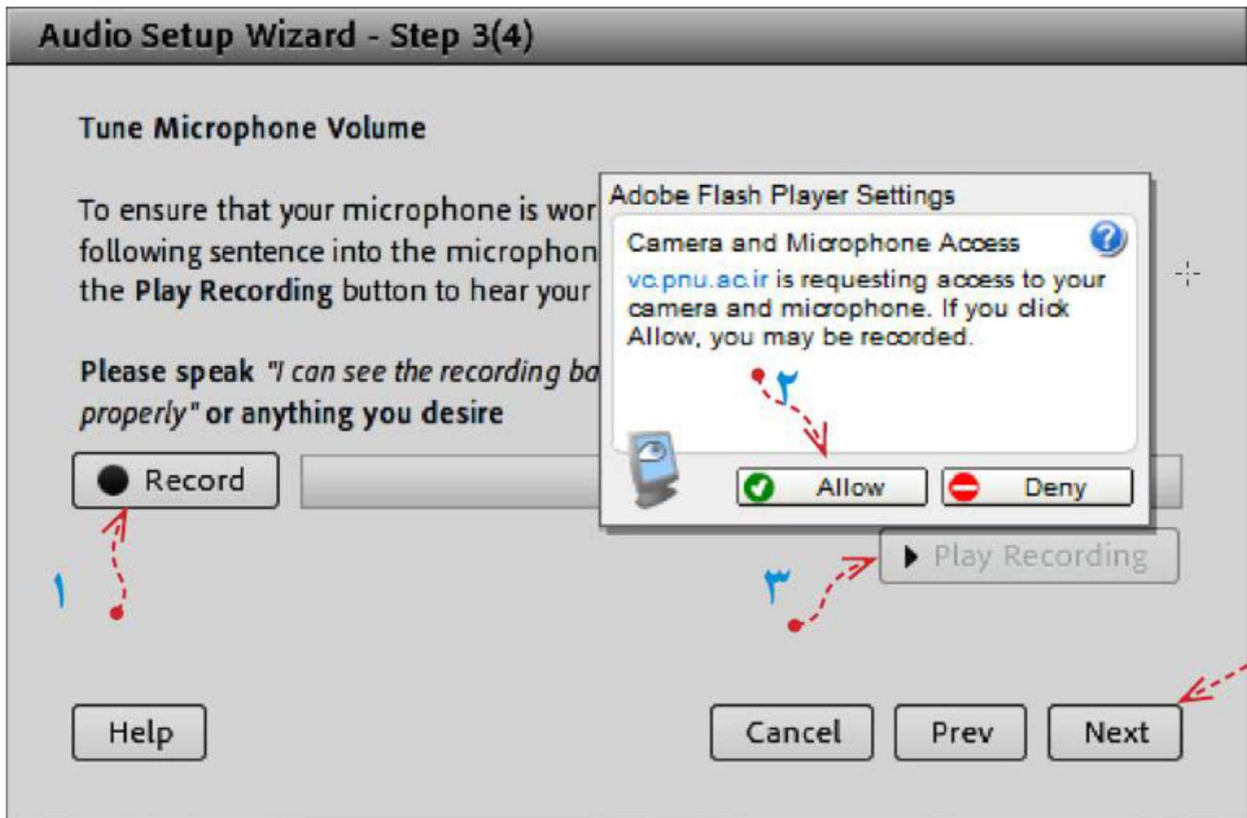 Audio Setup Wizard - Step 3(4)
Tune Microphone Volume
To ensure that your microphone is wor
following sentence into the microphon
the Play Recording button to hear your
Please speak "I can see the recording ba
properly" or anything you desire
Adobe Flash Player Settings
Camera and Microphone Access
vc.pnu.ac.ir is requesting access to your
camera and microphone. If you click
Allow, you may be recorded.
۲
Allow Deny
Record
Play Recording
۱
۳
Help Cancel Prev Next